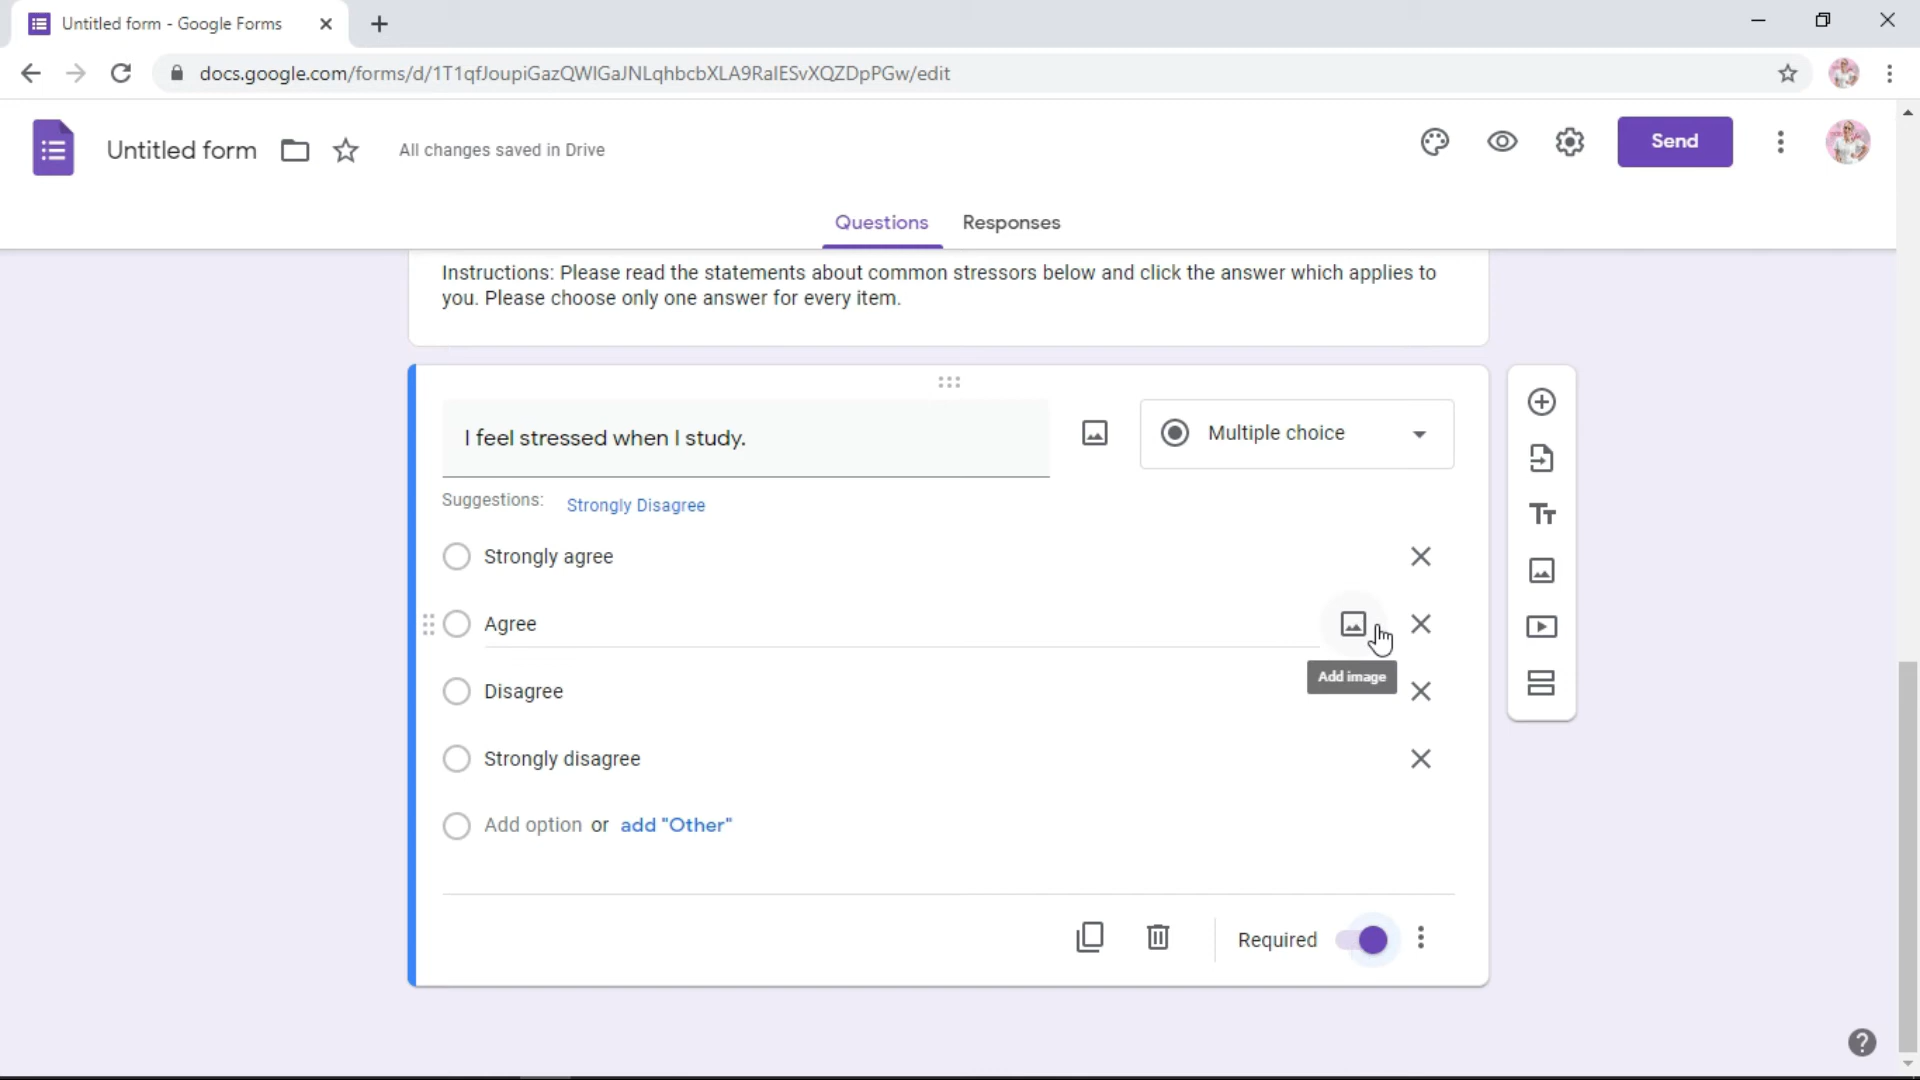 Untitled form - Google Forms
docs.google.com/forms/d/1T1qfJoupiGazQWIGaJNLqhbcbXLA9RaIESvXQZDpPGw/edit
Untitled form
All changes saved in Drive
Send
Questions
Responses
Instructions: Please read the statements about common stressors below and click the answer which applies to
you. Please choose only one answer for every item.
I feel stressed when I study.
Multiple choice
Suggestions:
Strongly Disagree
Strongly agree
Agree
Add image
Disagree
Strongly disagree
Add option or add "Other"
Required